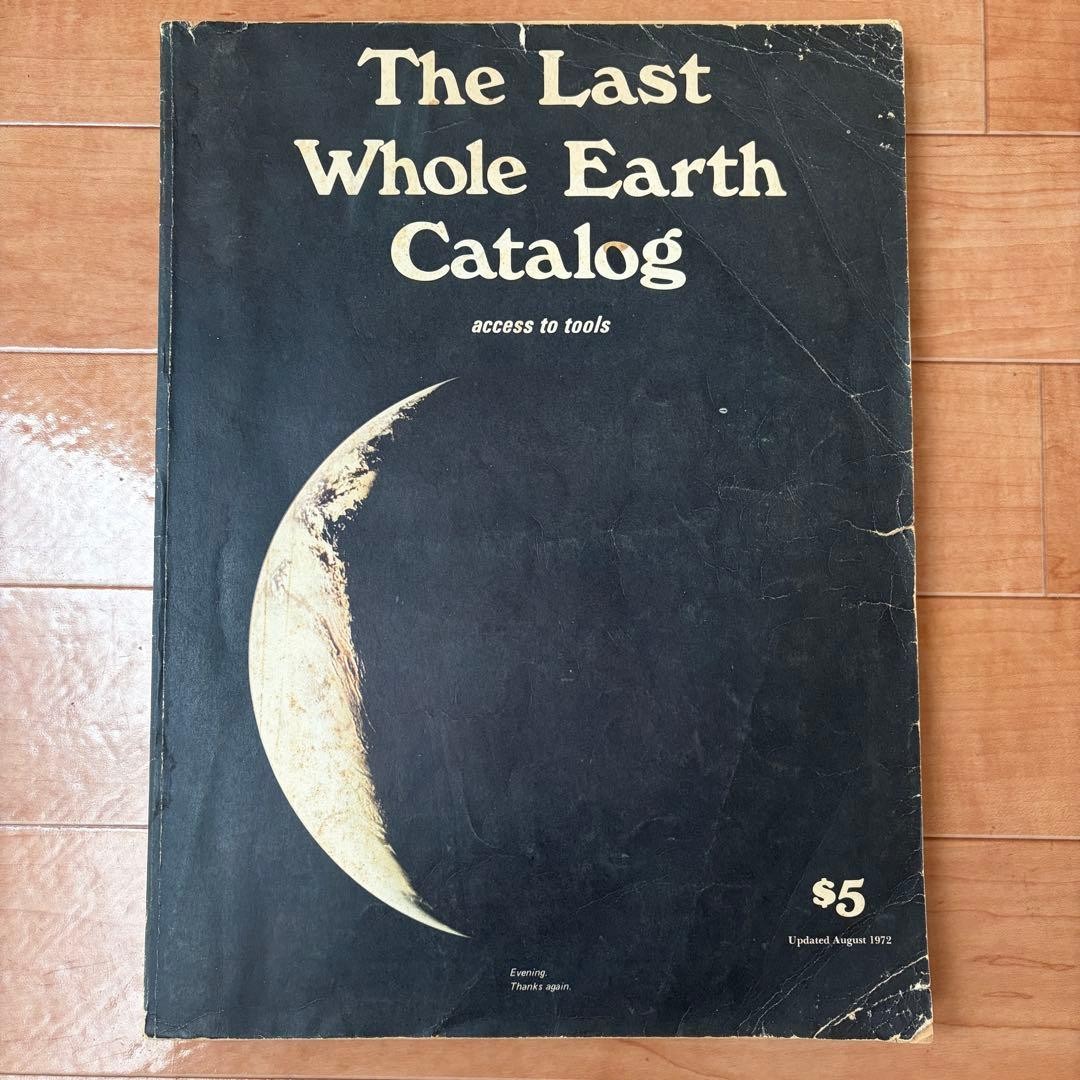 The Last
Whole Earth
Catalog
access to tools
$5
Updated August 1972
Evening.
Thanks again.